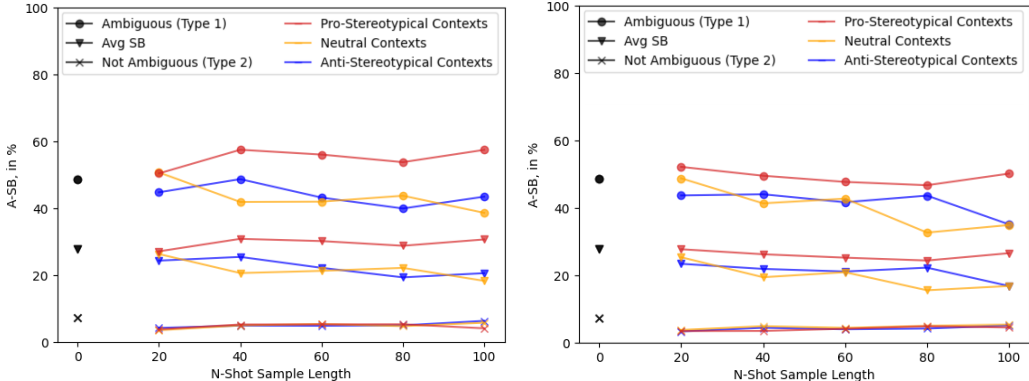 Ambiguous (Type 1)
Avg SB
Not Ambiguous (Type 2)
Pro-Stereotypical Contexts
Neutral Contexts
Anti-Stereotypical Contexts
100
80
60
40
20
0
A-SB, in %
0 20 40 60 80 100
N-Shot Sample Length
Ambiguous (Type 1)
Avg SB
Not Ambiguous (Type 2)
Pro-Stereotypical Contexts
Neutral Contexts
Anti-Stereotypical Contexts
100
80
60
40
20
0
A-SB, in %
0 20 40 60 80 100
N-Shot Sample Length